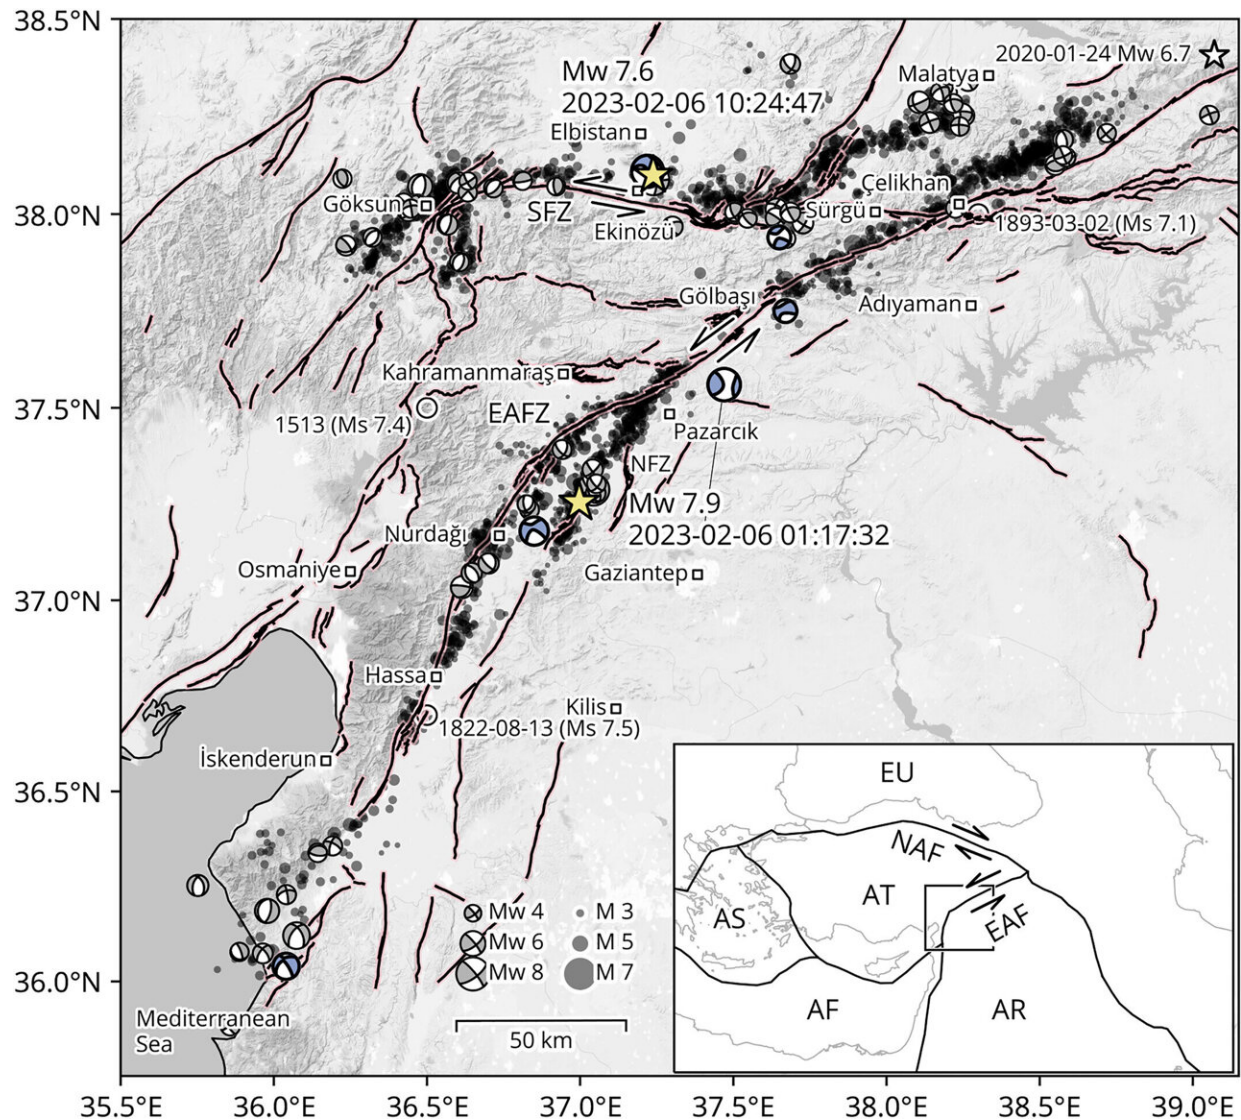 38.5°N
2020-01-24 Mw 6.7
Malatya
Mw 7.6
2023-02-06 10:24:47
Elbistan
Çelikhan
38.0°N
Göksun
SFZ
Ekinözü
Sürgü
1893-03-02 (Ms 7.1)
Gölbaşı
Adıyaman
Kahramanmaraş
37.5°N
1513 (Ms 7.4)
EAFZ
Pazarcık
NFZ
Mw 7.9
2023-02-06 01:17:32
Nurdağı
Osmaniye
Gaziantep
37.0°N
Hassa
Kilis
1822-08-13 (Ms 7.5)
İskenderun
36.5°N
EU
NAF
AT
AS
EAF
AF
AR
Mw 4
M 3
Mw 6
M 5
Mw 8
M 7
36.0°N
Mediterranean
Sea
50 km
35.5°E
36.0°E
36.5°E
37.0°E
37.5°E
38.0°E
38.5°E
39.0°E